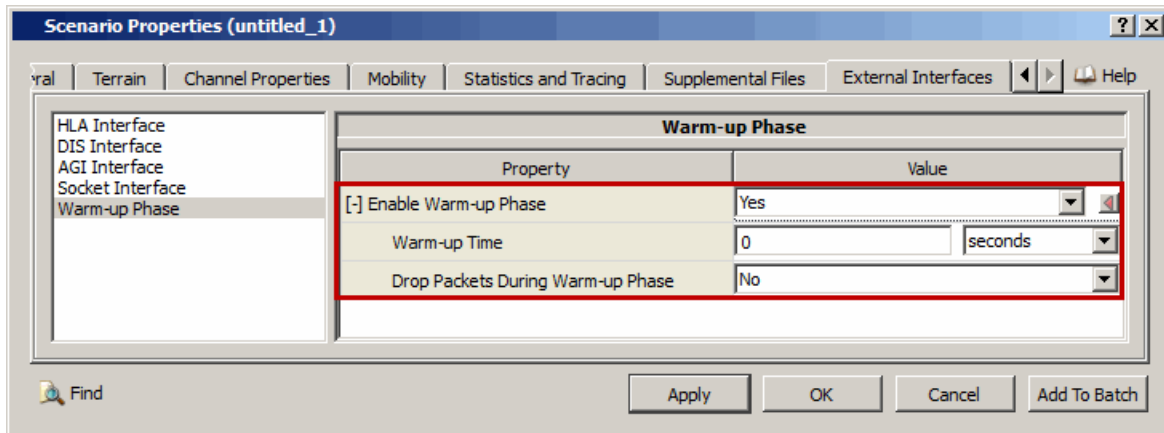 Scenario Properties (untitled_1)
Terrain Channel Properties Mobility Statistics and Tracing Supplemental Files External Interfaces Help
HLA Interface
DIS Interface
AGI Interface
Socket Interface
Warm-up Phase
Warm-up Phase
Property Value
[-] Enable Warm-up Phase Yes
Warm-up Time 0 seconds
Drop Packets During Warm-up Phase No
Find Apply OK Cancel Add To Batch